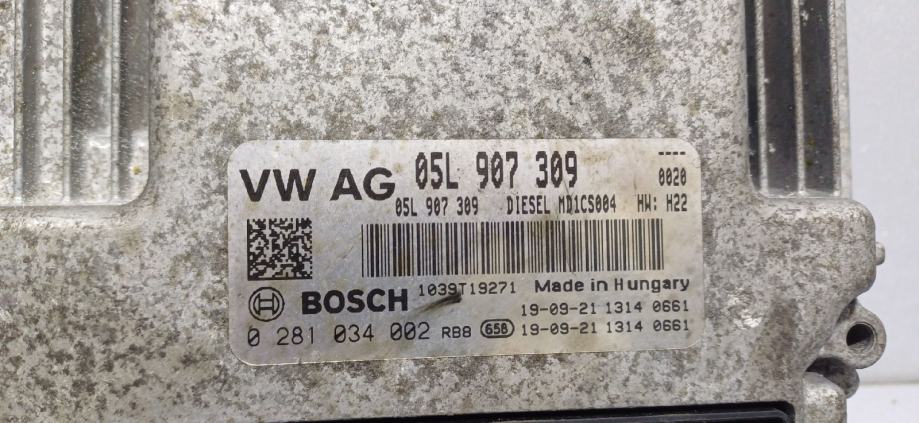 VW AG 05L 907 309 ----
0020
05L 907 309 DIESEL MD1CS004 HW: H22
1039T19271 Made in Hungary
BOSCH 19-09-21 1314 0661
0 281 034 002 RB8 658 19-09-21 1314 0661